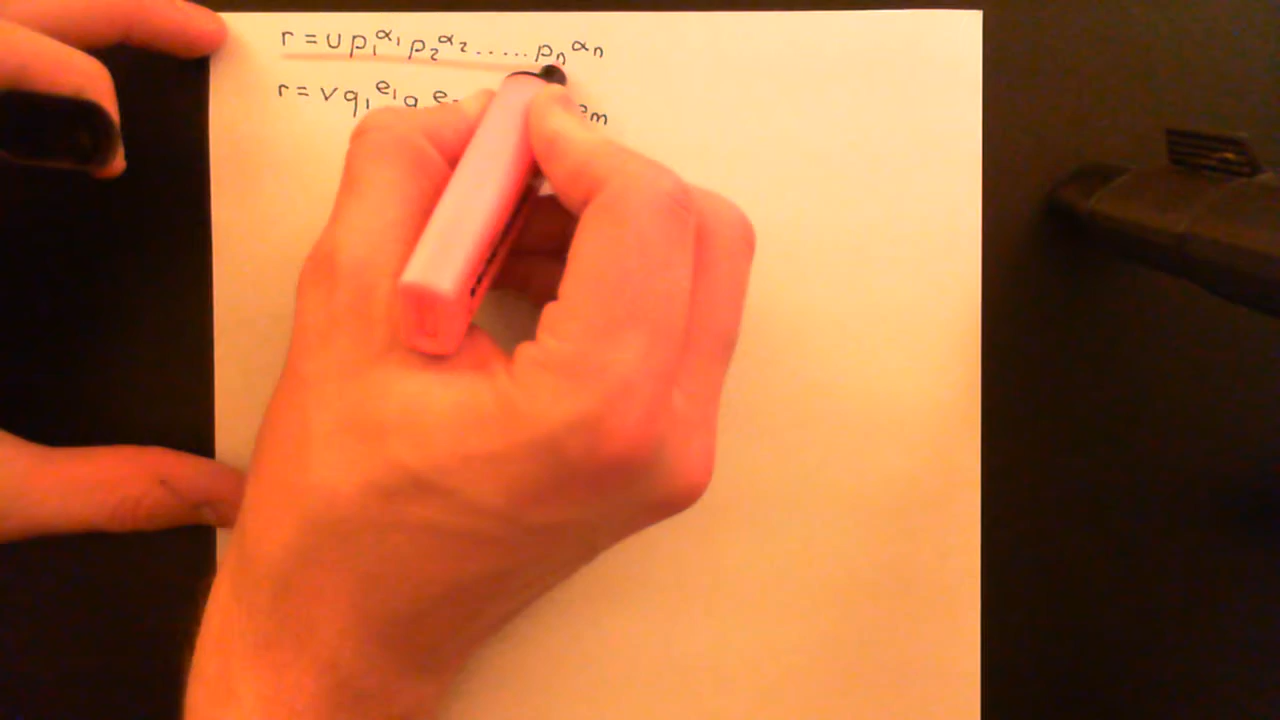 r = u p₁^α₁ p₂^α₂ ...... pₙ^αₙ
r = v q₁^e₁ q e m